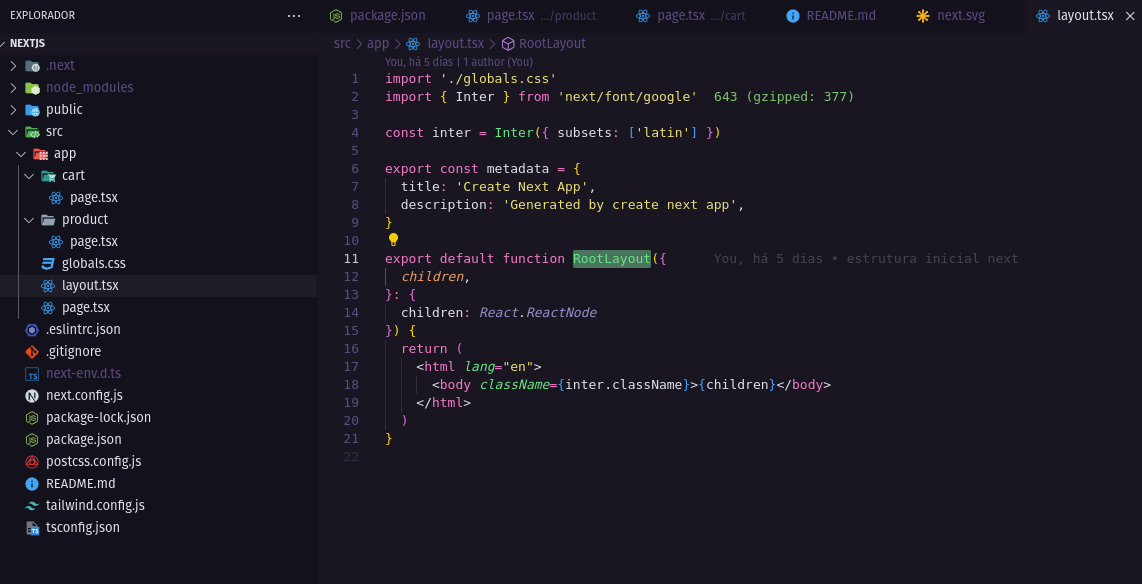 EXPLORADOR
NEXTJS
.next
node_modules
public
src
app
cart
page.tsx
product
page.tsx
globals.css
layout.tsx
page.tsx
.eslintrc.json
.gitignore
next-env.d.ts
next.config.js
package-lock.json
package.json
postcss.config.js
README.md
tailwind.config.js
tsconfig.json
package.json
page.tsx .../product
page.tsx .../cart
README.md
next.svg
layout.tsx
src > app > layout.tsx > RootLayout
You, há 5 dias | 1 author (You)
1 import './globals.css'
2 import { Inter } from 'next/font/google' 643 (gzipped: 377)
3
4 const inter = Inter({ subsets: ['latin'] })
5
6 export const metadata = {
7 title: 'Create Next App',
8 description: 'Generated by create next app',
9 }
10
11 export default function RootLayout({ You, há 5 dias • estrutura inicial next
12 children,
13 }: {
14 children: React.ReactNode
15 }) {
16 return (
17 <html lang="en">
18 <body className={inter.className}>{children}</body>
19 </html>
20 )
21 }
22